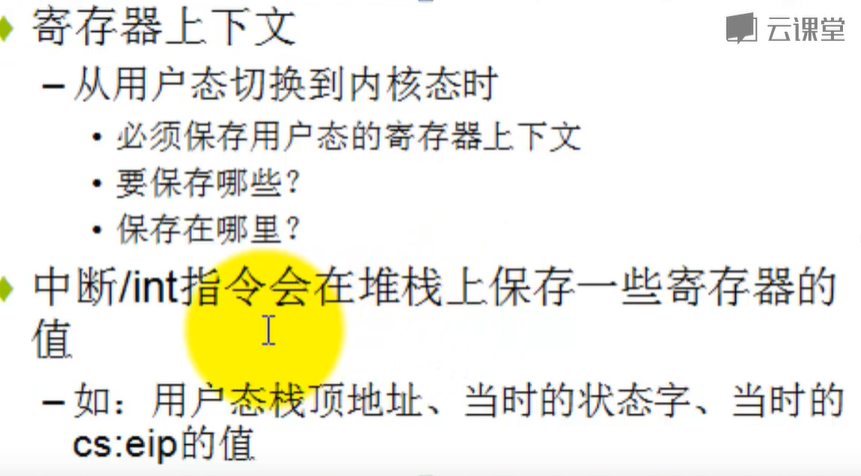 寄存器上下文
云课堂
– 从用户态切换到内核态时
• 必须保存用户态的寄存器上下文
• 要保存哪些?
• 保存在哪里?
中断/int指令会在堆栈上保存一些寄存器的
值
– 如：用户态栈顶地址、当时的状态字、当时的
cs:eip的值